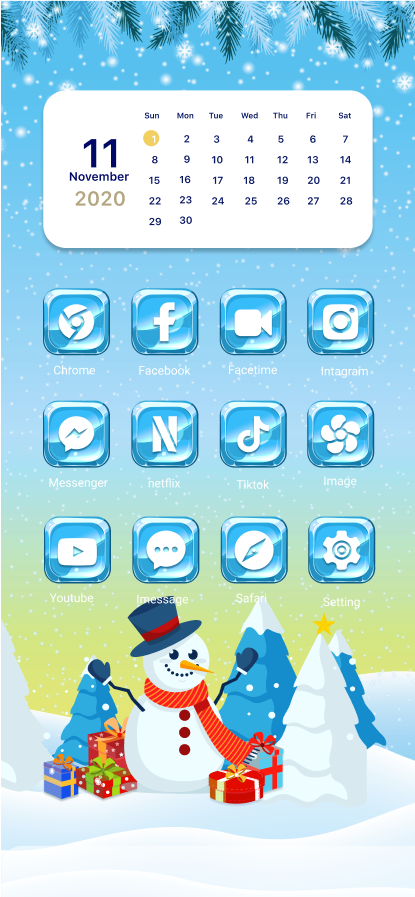 Sun Mon Tue Wed Thu Fri Sat
11
November
2020
1 2 3 4 5 6 7
8 9 10 11 12 13 14
15 16 17 18 19 20 21
22 23 24 25 26 27 28
29 30
Chrome Facebook Facetime Intagram
Messenger netflix Tiktok Image
Youtube Imessage Safari Setting